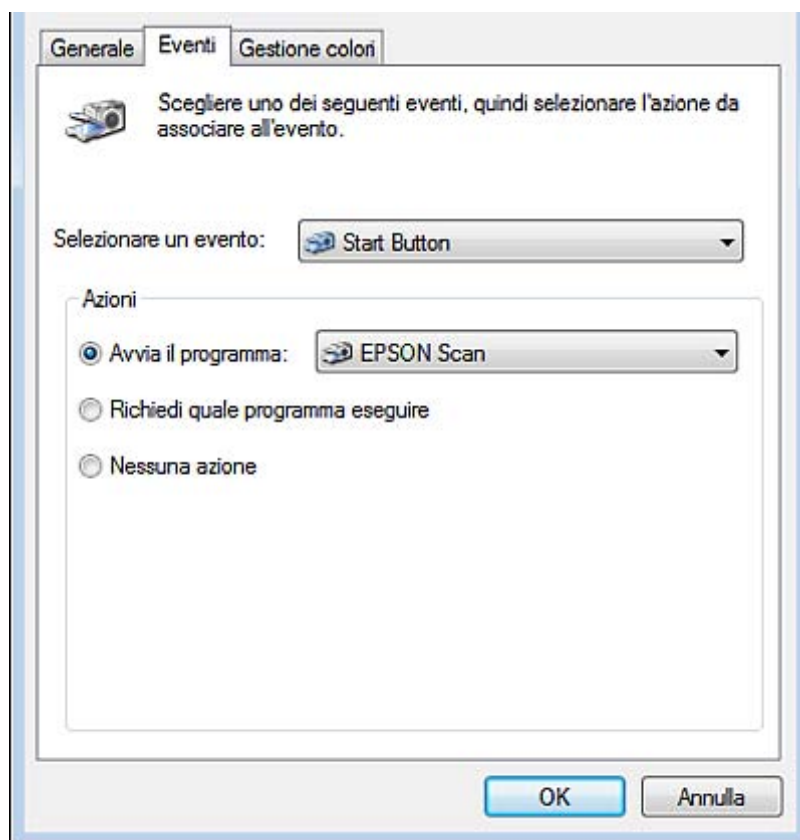 Generale Eventi Gestione colori
Scegliere uno dei seguenti eventi, quindi selezionare l'azione da
associare all'evento.
Selezionare un evento: Start Button
Azioni
Avvia il programma: EPSON Scan
Richiedi quale programma eseguire
Nessuna azione
OK Annulla